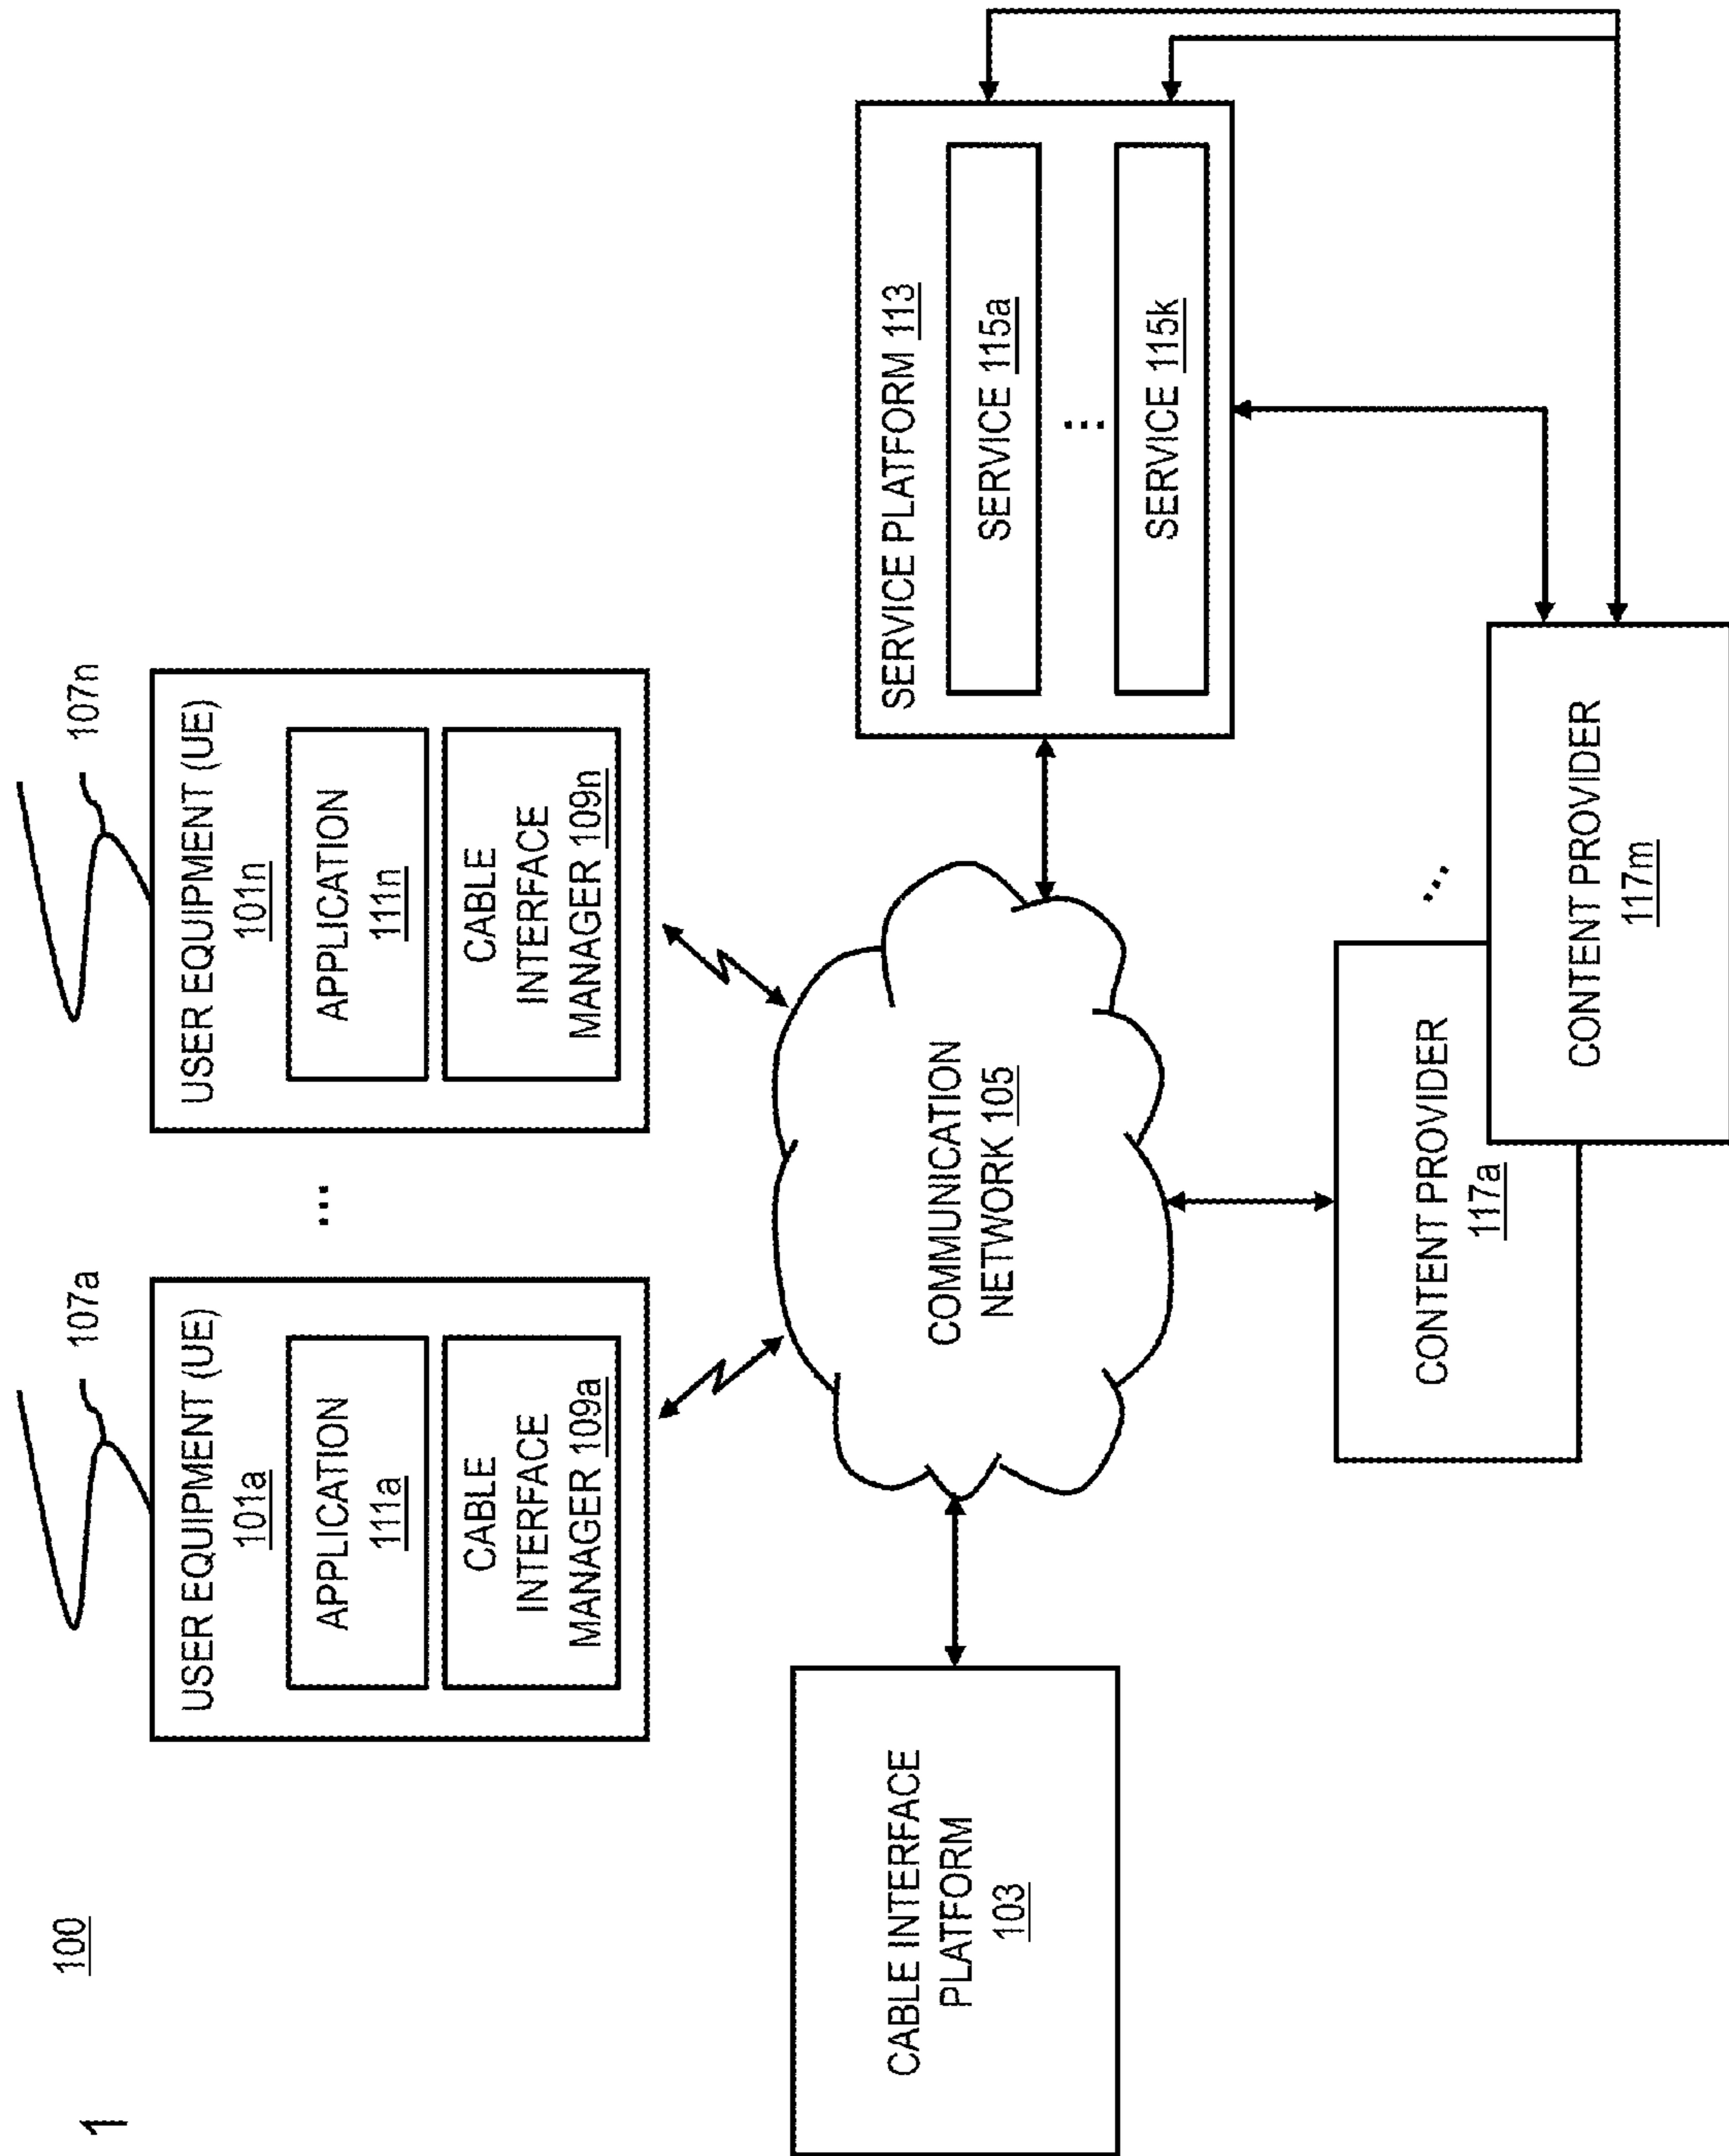 1
100
107a
107n
USER EQUIPMENT (UE)
101a
APPLICATION
111a
CABLE
INTERFACE
MANAGER 109a
...
USER EQUIPMENT (UE)
101n
APPLICATION
111n
CABLE
INTERFACE
MANAGER 109n
CABLE INTERFACE
PLATFORM
103
COMMUNICATION
NETWORK 105
SERVICE PLATFORM 113
SERVICE 115a
...
SERVICE 115k
CONTENT PROVIDER
117a
...
CONTENT PROVIDER
117m